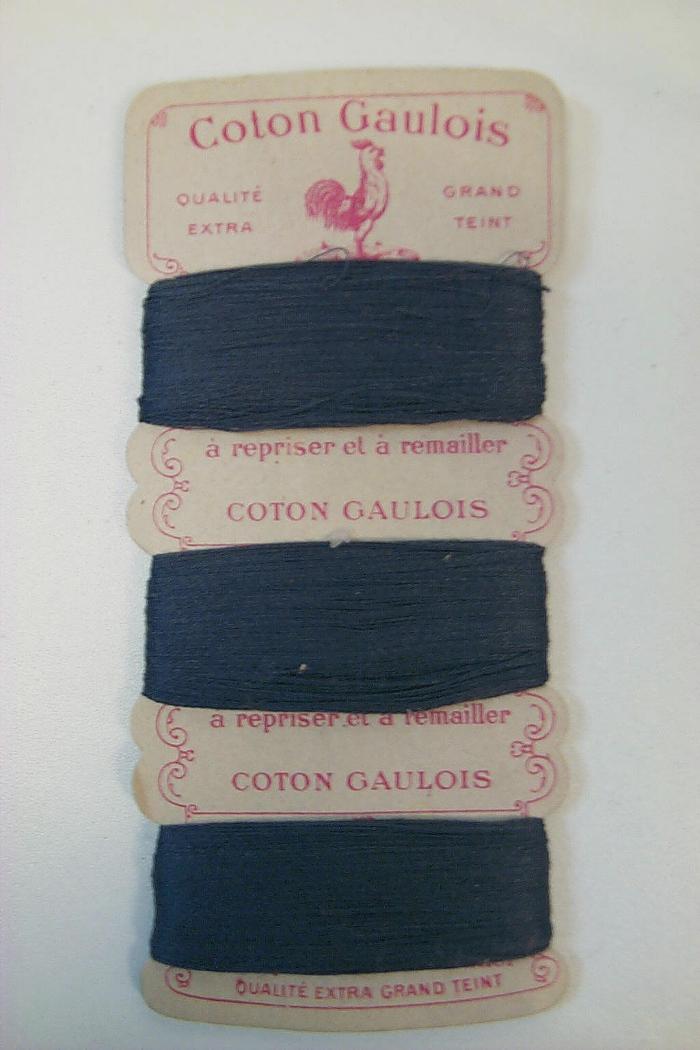 Coton Gaulois
QUALITÉ
EXTRA
GRAND
TEINT
à repriser et à remailler
COTON GAULOIS
a repriser et à remailler
COTON GAULOIS
QUALITÉ EXTRA GRAND TEINT